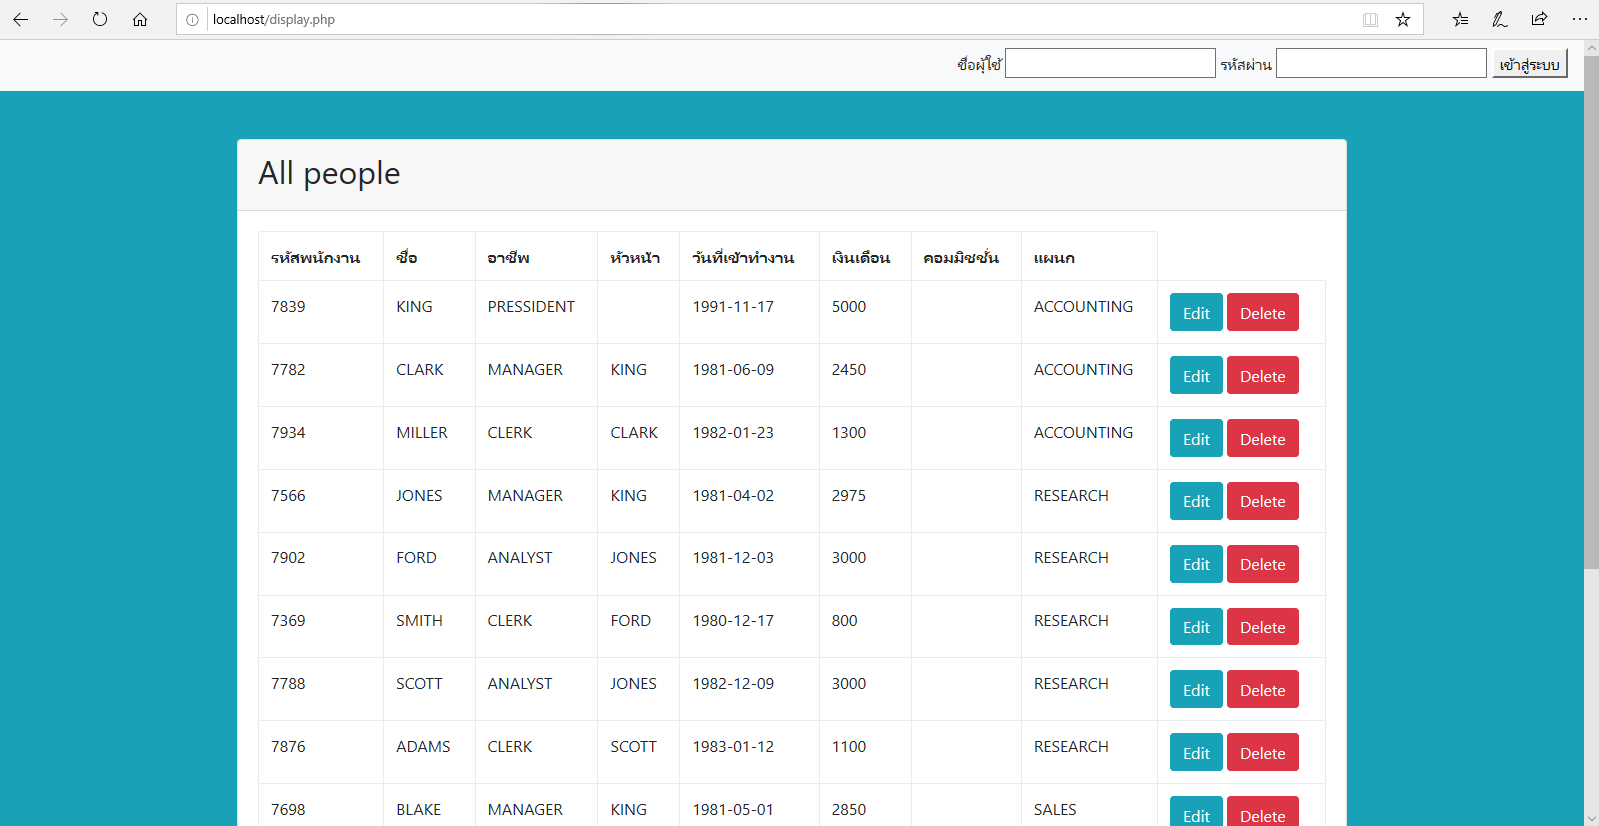 localhost/display.php
ชื่อผุ้ใช้ รหัสผ่าน เข้าสู่ระบบ
All people
รหัสพนักงาน ชื่อ อาชีพ หัวหน้า วันที่เข้าทำงาน เงินเดือน คอมมิชชั่น แผนก
7839 KING PRESSIDENT 1991-11-17 5000 ACCOUNTING Edit Delete
7782 CLARK MANAGER KING 1981-06-09 2450 ACCOUNTING Edit Delete
7934 MILLER CLERK CLARK 1982-01-23 1300 ACCOUNTING Edit Delete
7566 JONES MANAGER KING 1981-04-02 2975 RESEARCH Edit Delete
7902 FORD ANALYST JONES 1981-12-03 3000 RESEARCH Edit Delete
7369 SMITH CLERK FORD 1980-12-17 800 RESEARCH Edit Delete
7788 SCOTT ANALYST JONES 1982-12-09 3000 RESEARCH Edit Delete
7876 ADAMS CLERK SCOTT 1983-01-12 1100 RESEARCH Edit Delete
7698 BLAKE MANAGER KING 1981-05-01 2850 SALES Edit Delete